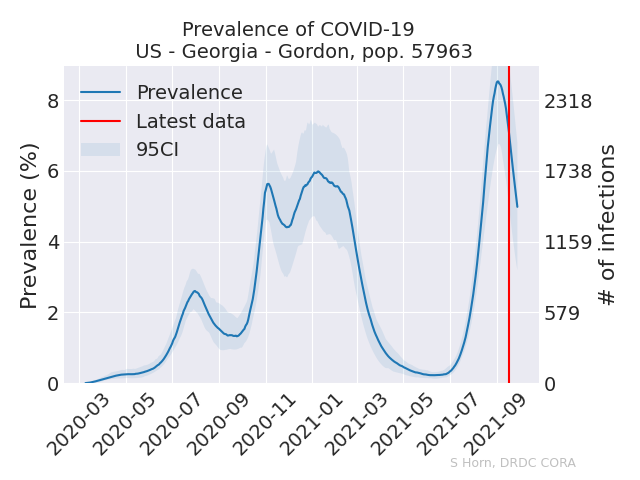 Prevalence of COVID-19
US - Georgia - Gordon, pop. 57963
Prevalence
Latest data
95CI
Prevalence (%)
8
6
4
2
0
2318
1738
1159
579
0
# of infections
2020-03
2020-05
2020-07
2020-09
2020-11
2021-01
2021-03
2021-05
2021-07
2021-09
S Horn, DRDC CORA